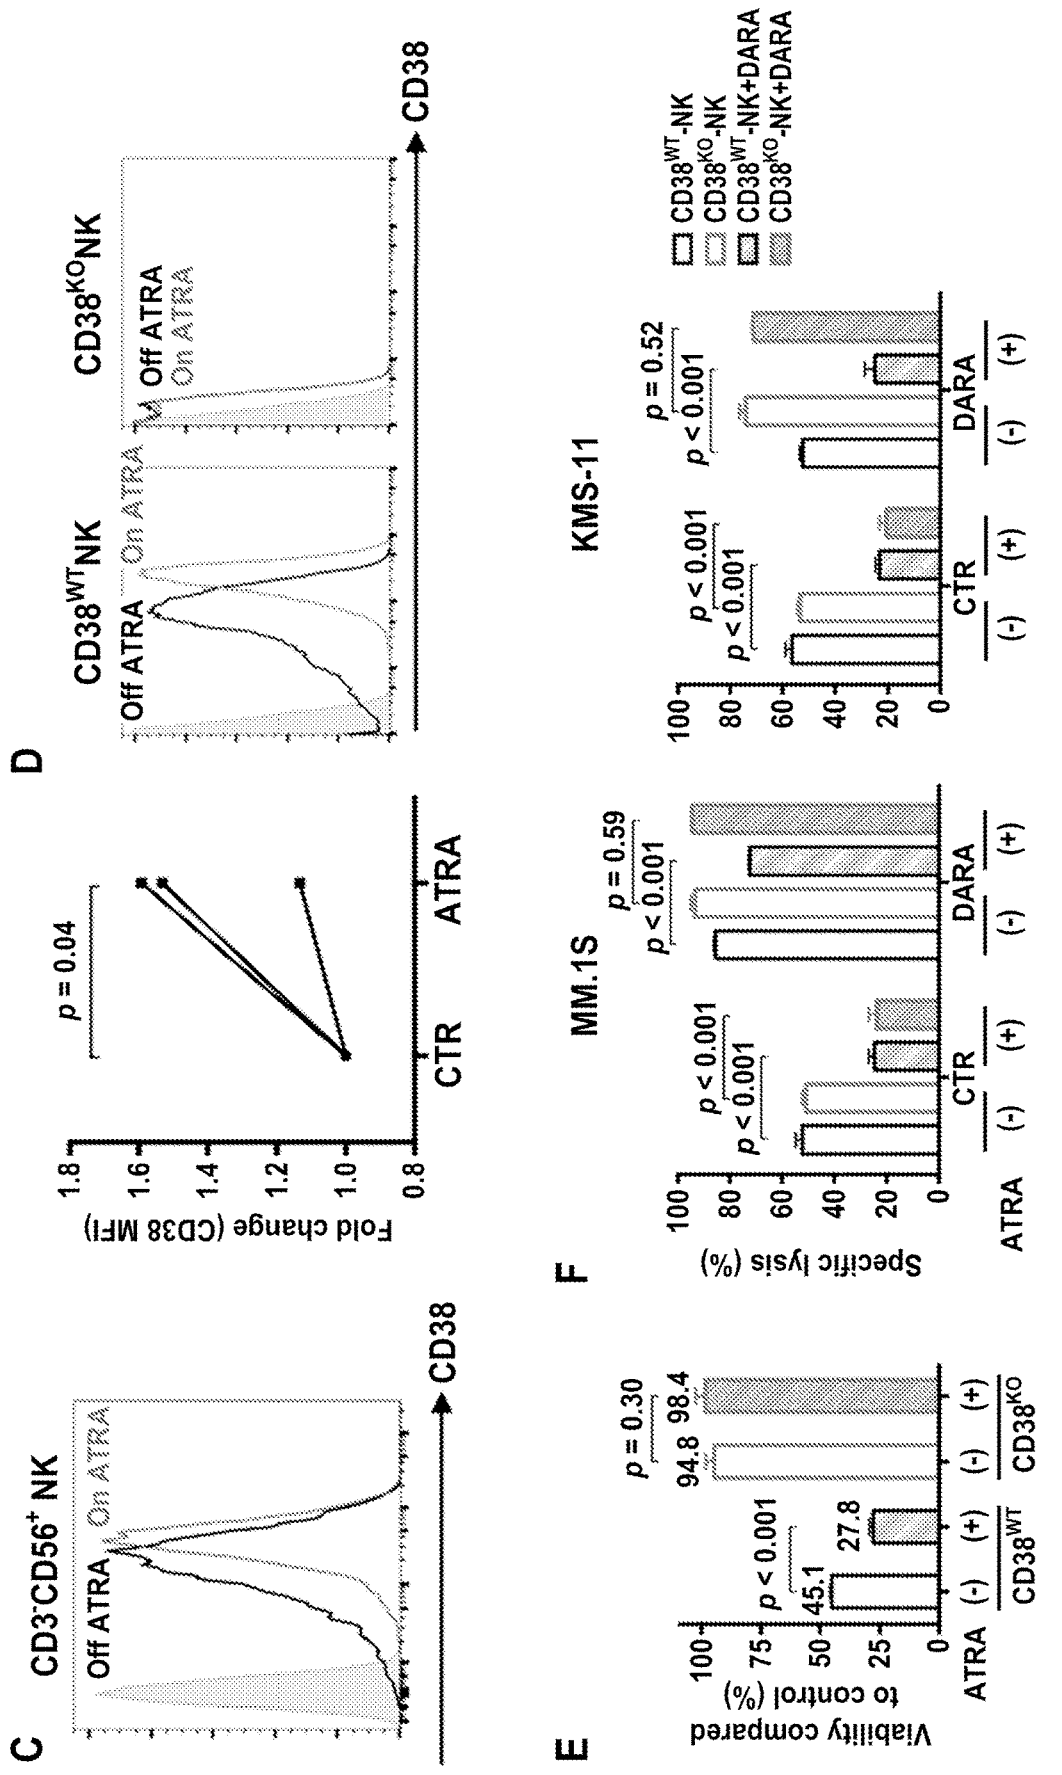 C
CD3-CD56+ NK
Off ATRA
On ATRA
CD38
Fold change (CD38 MFI)
1.8
1.6
1.4
1.2
1.0
0.8
p = 0.04
CTR
ATRA
D
CD38WTNK
Off ATRA
On ATRA
CD38KONK
Off ATRA
On ATRA
CD38
E
Viability compared
to control (%)
100
75
50
25
0
p < 0.001
45.1
27.8
p = 0.30
94.8
98.4
ATRA
(-)
(+)
(-)
(+)
CD38WT
CD38KO
F
MM.1S
Specific lysis (%)
100
80
60
40
20
0
p < 0.001
p < 0.001
p = 0.59
p < 0.001
CTR
DARA
ATRA
(-)
(+)
(-)
(+)
KMS-11
100
80
60
40
20
0
p < 0.001
p < 0.001
p = 0.52
p < 0.001
CTR
DARA
(-)
(+)
(-)
(+)
CD38WT-NK
CD38KO-NK
CD38WT-NK+DARA
CD38KO-NK+DARA